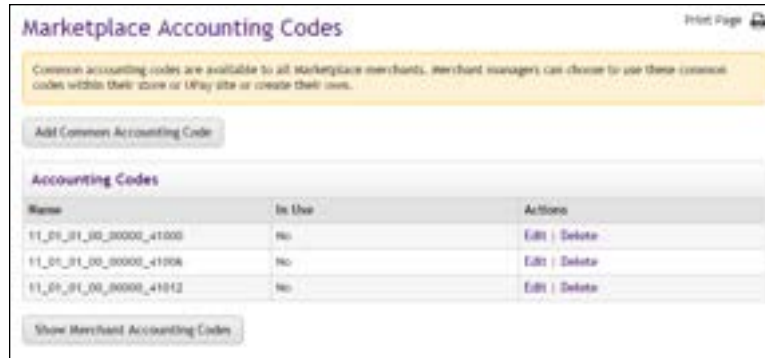 Marketplace Accounting Codes
Print Page
Common accounting codes are available to all Marketplace merchants. Merchant managers can choose to use these common
codes within their store or UPay site or create their own.
Add Common Accounting Code
Accounting Codes
Name In Use Actions
11_01_01_00_00000_41000 No Edit | Delete
11_01_01_00_00000_41006 No Edit | Delete
11_01_01_00_00000_41012 No Edit | Delete
Show Merchant Accounting Codes